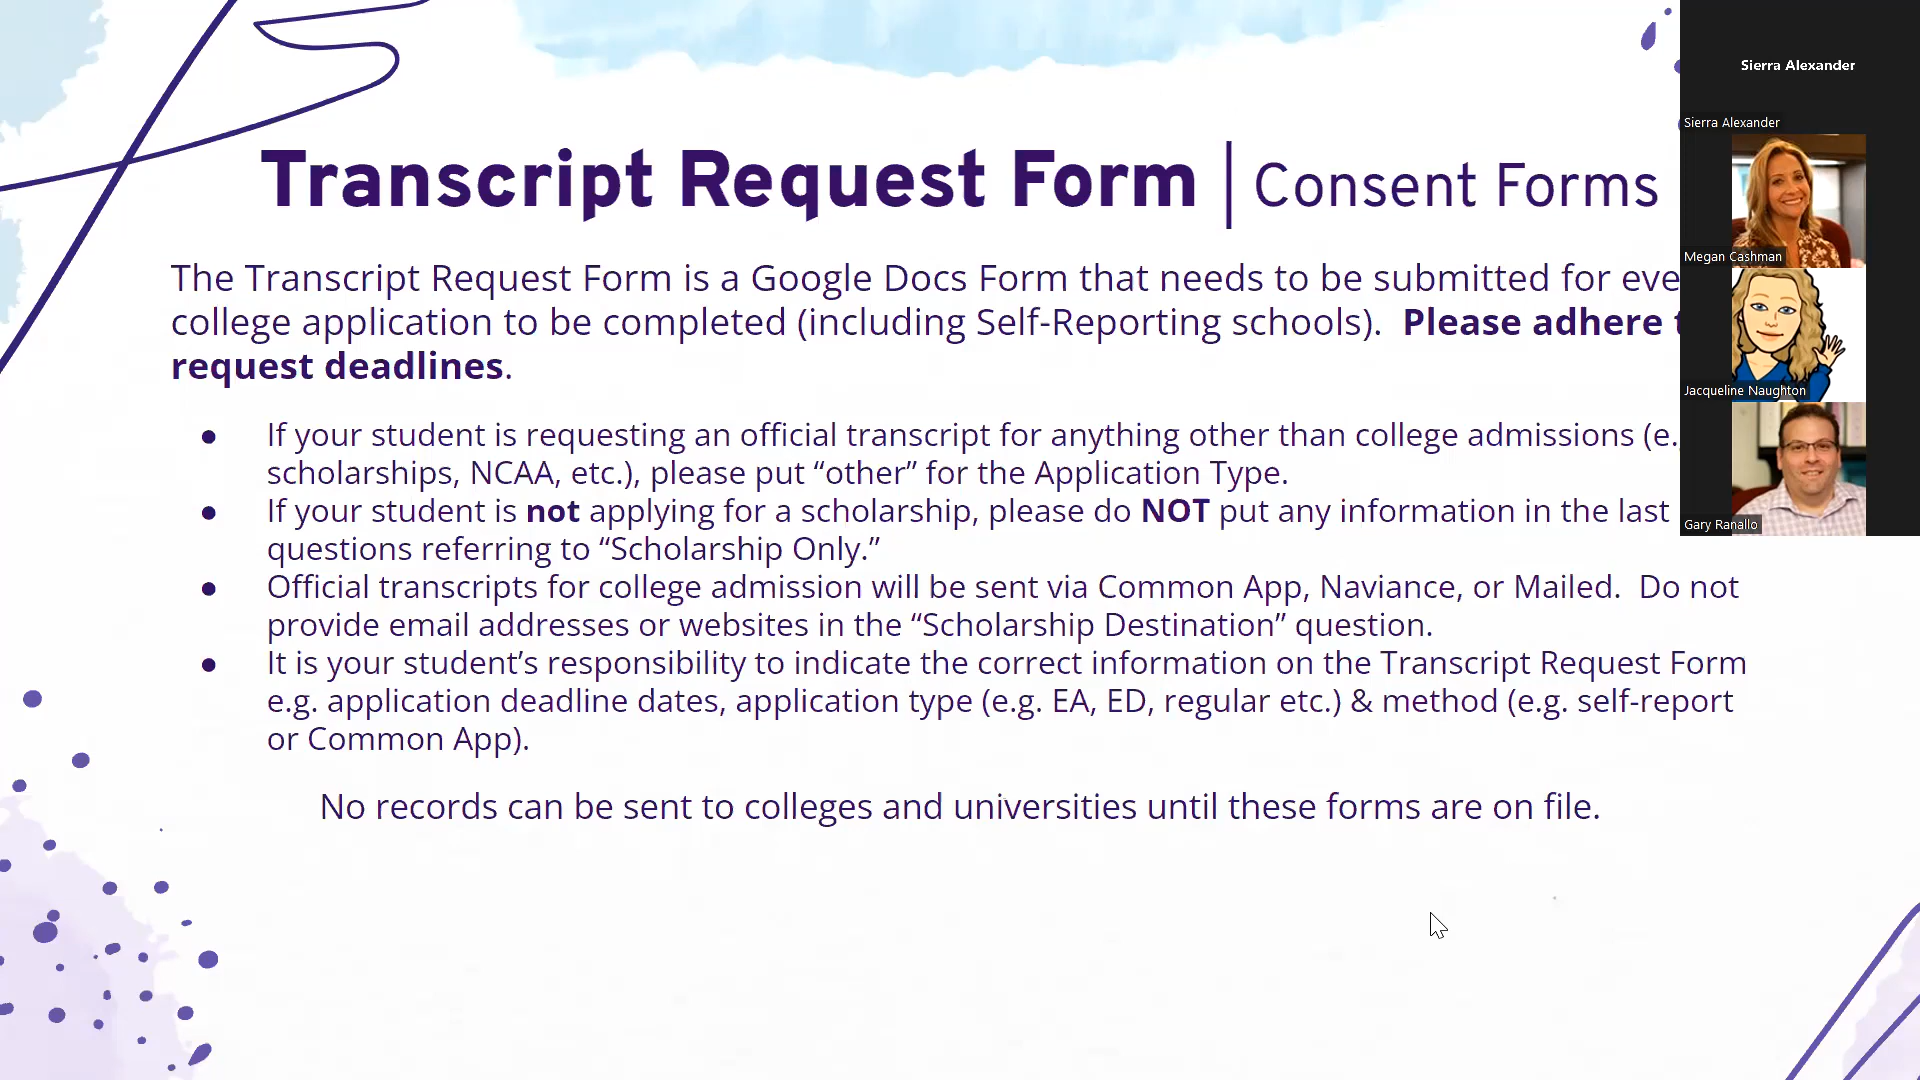 Transcript Request Form | Consent Forms
The Transcript Request Form is a Google Docs Form that needs to be submitted for
college application to be completed (including Self-Reporting schools).  Please adhere
request deadlines.
● If your student is requesting an official transcript for anything other than college admissions
scholarships, NCAA, etc.), please put “other” for the Application Type.
● If your student is not applying for a scholarship, please do NOT put any information in the last
questions referring to “Scholarship Only.”
● Official transcripts for college admission will be sent via Common App, Naviance, or Mailed.  Do not
provide email addresses or websites in the “Scholarship Destination” question.
● It is your student’s responsibility to indicate the correct information on the Transcript Request Form
e.g. application deadline dates, application type (e.g. EA, ED, regular etc.) & method (e.g. self-report
or Common App).
No records can be sent to colleges and universities until these forms are on file.
Sierra Alexander
Sierra Alexander
Megan Cashman
Jacqueline Naughton
Gary Ranallo